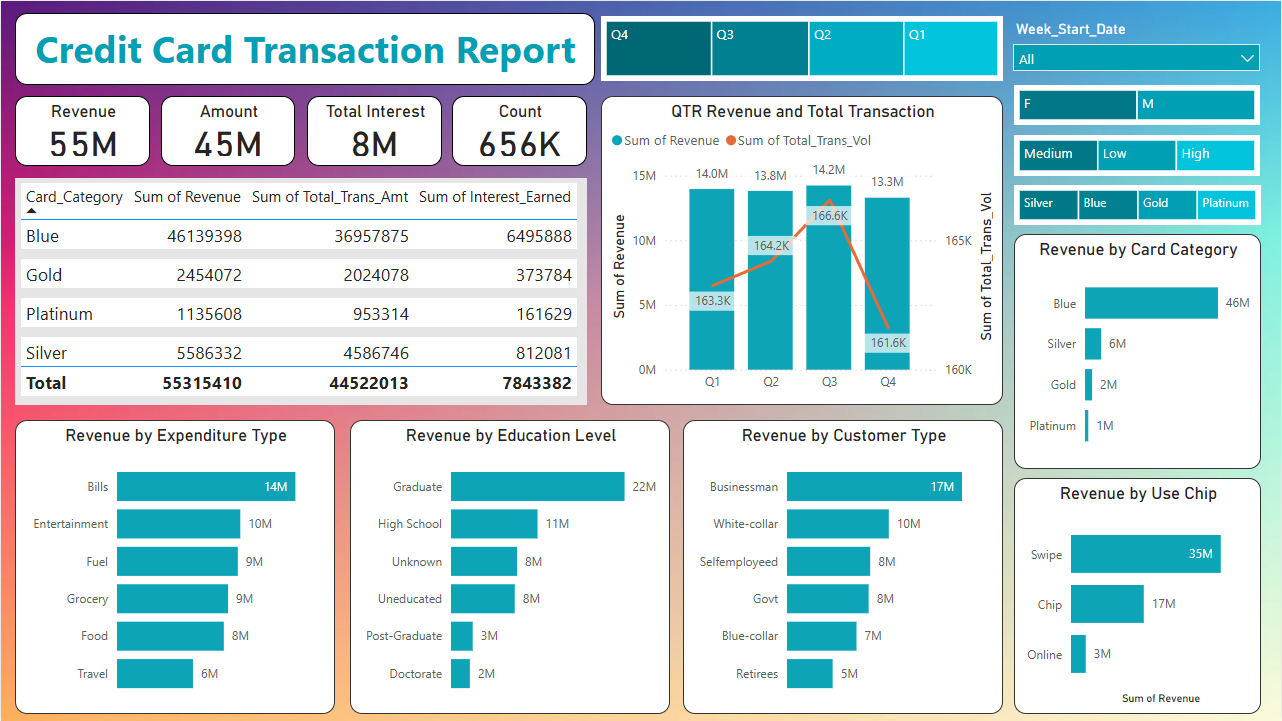 Credit Card Transaction Report
Q4 Q3 Q2 Q1
Week_Start_Date
All
F M
Medium Low High
Silver Blue Gold Platinum
Revenue
55M
Amount
45M
Total Interest
8M
Count
656K
Card_Category Sum of Revenue Sum of Total_Trans_Amt Sum of Interest_Earned
Blue 46139398 36957875 6495888
Gold 2454072 2024078 373784
Platinum 1135608 953314 161629
Silver 5586332 4586746 812081
Total 55315410 44522013 7843382
QTR Revenue and Total Transaction
Sum of Revenue Sum of Total_Trans_Vol
Sum of Revenue
15M
10M
5M
0M
14.0M 13.8M 14.2M 13.3M
163.3K 164.2K 166.6K 161.6K
Q1 Q2 Q3 Q4
165K
160K
Sum of Total_Trans_Vol
Revenue by Card Category
Blue 46M
Silver 6M
Gold 2M
Platinum 1M
Revenue by Expenditure Type
Bills 14M
Entertainment 10M
Fuel 9M
Grocery 9M
Food 8M
Travel 6M
Revenue by Education Level
Graduate 22M
High School 11M
Unknown 8M
Uneducated 8M
Post-Graduate 3M
Doctorate 2M
Revenue by Customer Type
Businessman 17M
White-collar 10M
Selfemployeed 8M
Govt 8M
Blue-collar 7M
Retirees 5M
Revenue by Use Chip
Swipe 35M
Chip 17M
Online 3M
Sum of Revenue